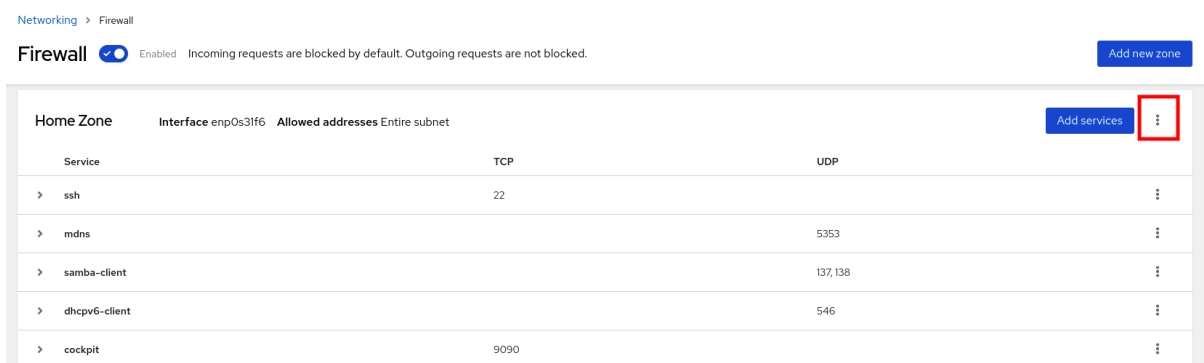 Networking > Firewall
Firewall Enabled Incoming requests are blocked by default. Outgoing requests are not blocked. Add new zone
Home Zone Interface enp0s31f6 Allowed addresses Entire subnet Add services
Service TCP UDP
ssh 22
mdns 5353
samba-client 137, 138
dhcpv6-client 546
cockpit 9090